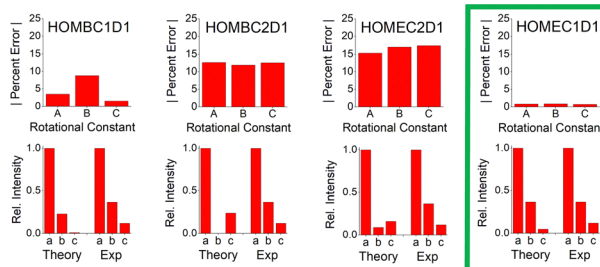 HOMBC1D1
| Percent Error |
25
20
15
10
5
0
A B C
Rotational Constant
HOMBC2D1
| Percent Error |
25
20
15
10
5
0
A B C
Rotational Constant
HOMEC2D1
| Percent Error |
25
20
15
10
5
0
A B C
Rotational Constant
HOMEC1D1
| Percent Error |
25
20
15
10
5
0
A B C
Rotational Constant
Rel. Intensity
1.0
0.5
0.0
a b c a b c
Theory Exp
Rel. Intensity
1.0
0.5
0.0
a b c a b c
Theory Exp
Rel. Intensity
1.0
0.5
0.0
a b c a b c
Theory Exp
Rel. Intensity
1.0
0.5
0.0
a b c a b c
Theory Exp